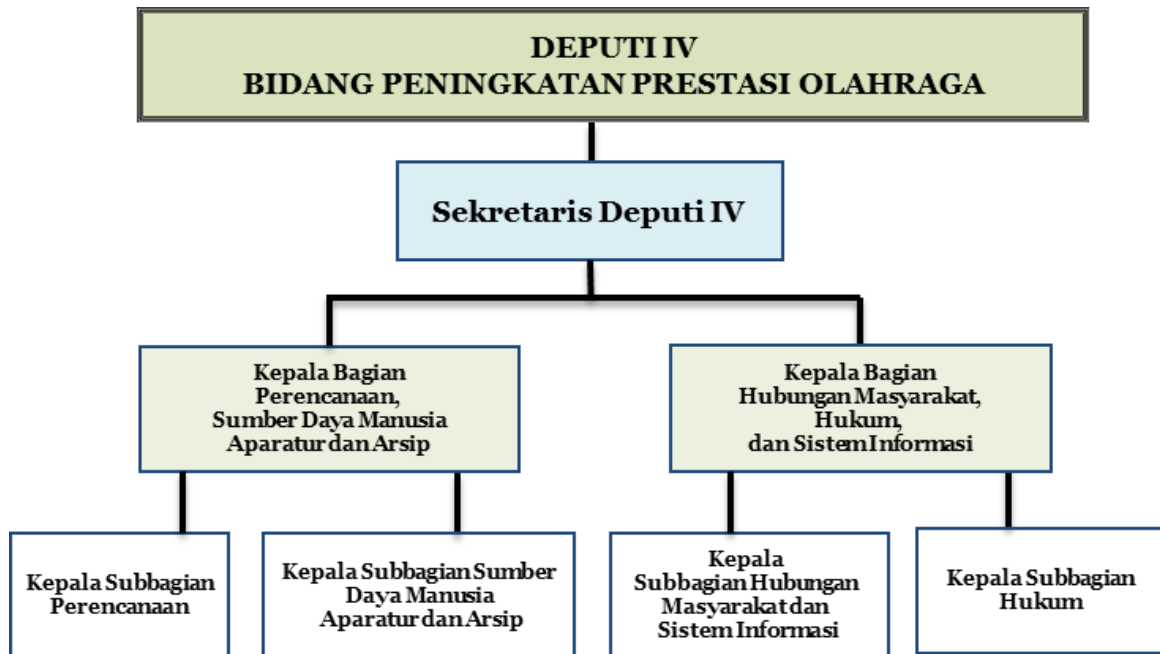 DEPUTI IV
BIDANG PENINGKATAN PRESTASI OLAHRAGA
Sekretaris Deputi IV
Kepala Bagian
Perencanaan,
Sumber Daya Manusia
Aparatur dan Arsip
Kepala Bagian
Hubungan Masyarakat,
Hukum,
dan Sistem Informasi
Kepala Subbagian
Perencanaan
Kepala Subbagian Sumber
Daya Manusia
Aparatur dan Arsip
Kepala
Subbagian Hubungan
Masyarakat dan
Sistem Informasi
Kepala Subbagian
Hukum